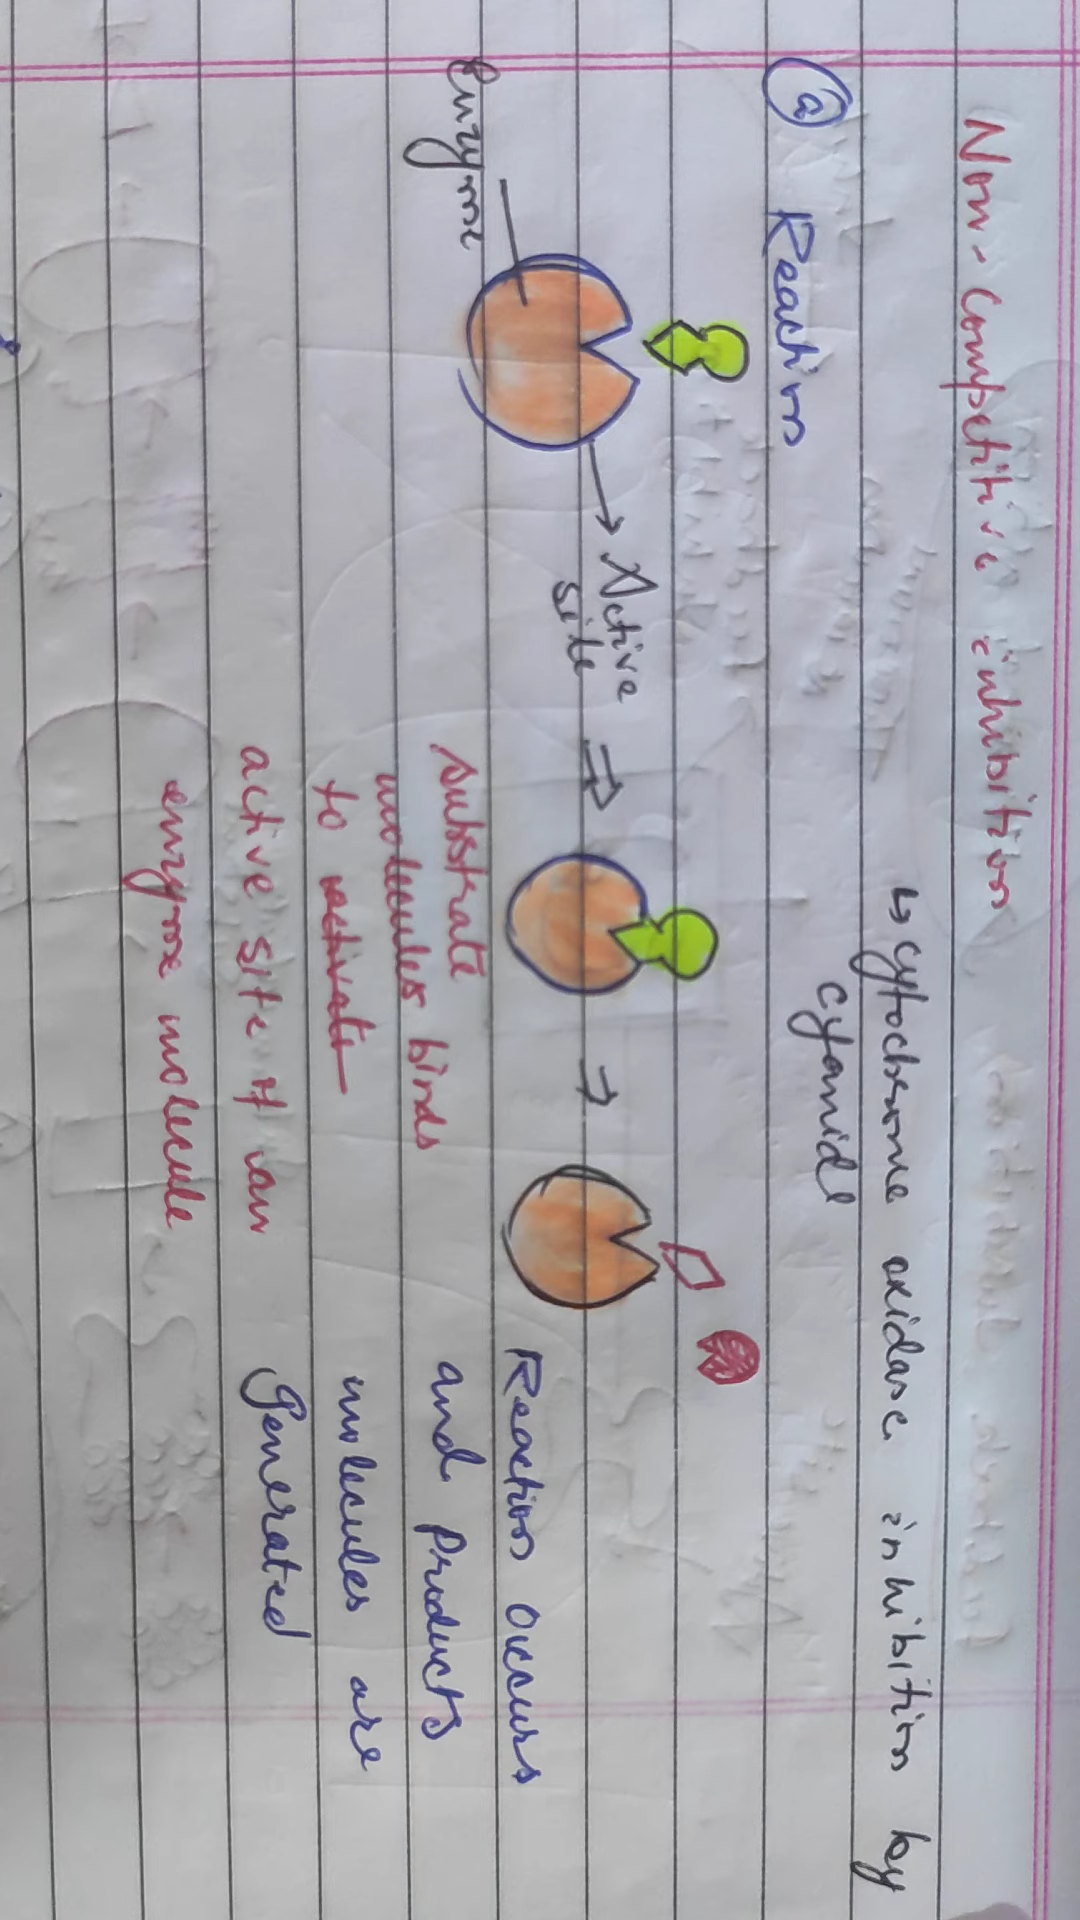 Non-Competitive inhibition
↳ cytochrome oxidase inhibition by
cyanide
(a) Reaction
Active
site
Enzyme
⇒
→
substrate
molecules binds
to activate
active site of an
enzyme molecule
Reaction occurs
and Products
molecules are
Generated